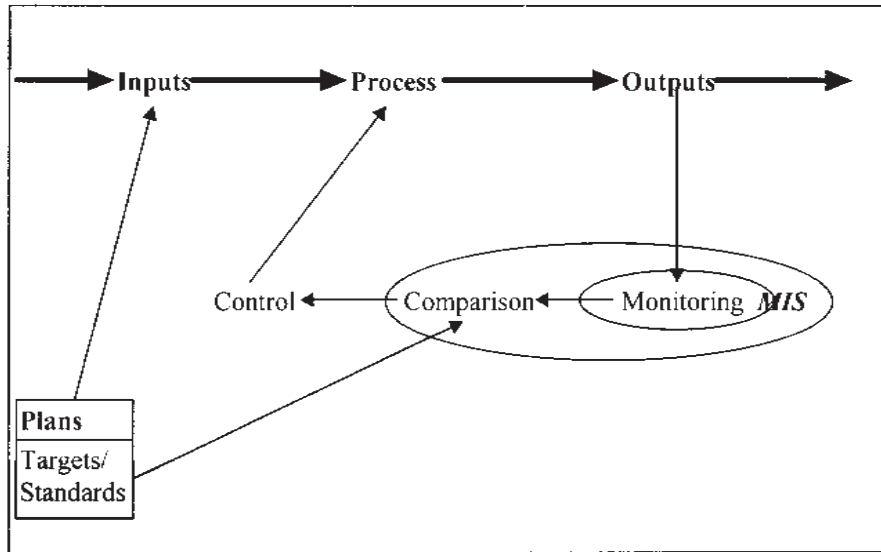 Inputs Process Outputs
Control Comparison Monitoring MIS
Plans
Targets/
Standards